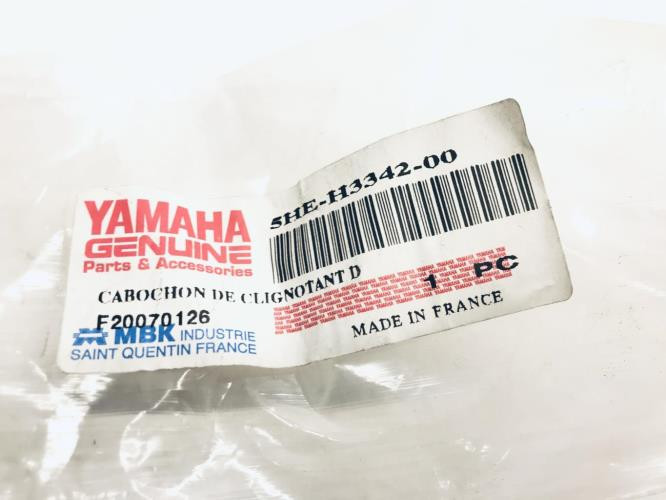 5HE-H3342-00
YAMAHA
GENUINE
Parts & Accessories
CABOCHON DE CLIGNOTANT D
1 PC
F20070126
MADE IN FRANCE
MBK INDUSTRIE
SAINT QUENTIN FRANCE